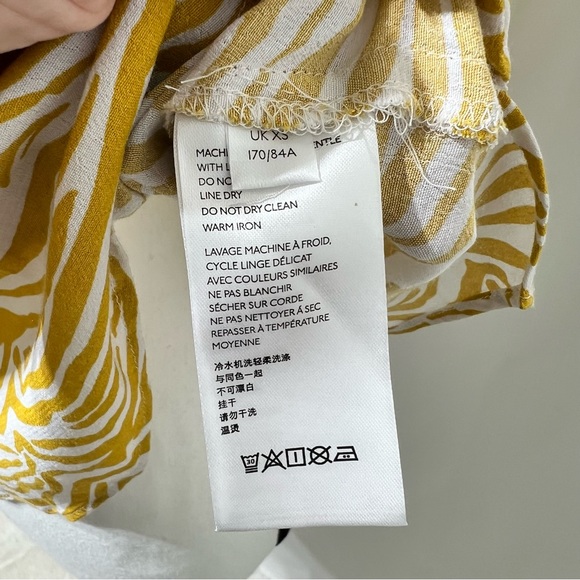 UK XS
170/84A
MACHI ENTLE
WITH L
DO NO
LINE DRY
DO NOT DRY CLEAN
WARM IRON
LAVAGE MACHINE À FROID,
CYCLE LINGE DÉLICAT
AVEC COULEURS SIMILAIRES
NE PAS BLANCHIR
SÉCHER SUR CORDE
NE PAS NETTOYER À SEC
REPASSER À TEMPÉRATURE
MOYENNE
冷水机洗轻柔洗涤
与同色一起
不可漂白
挂干
请勿干洗
温烫
30